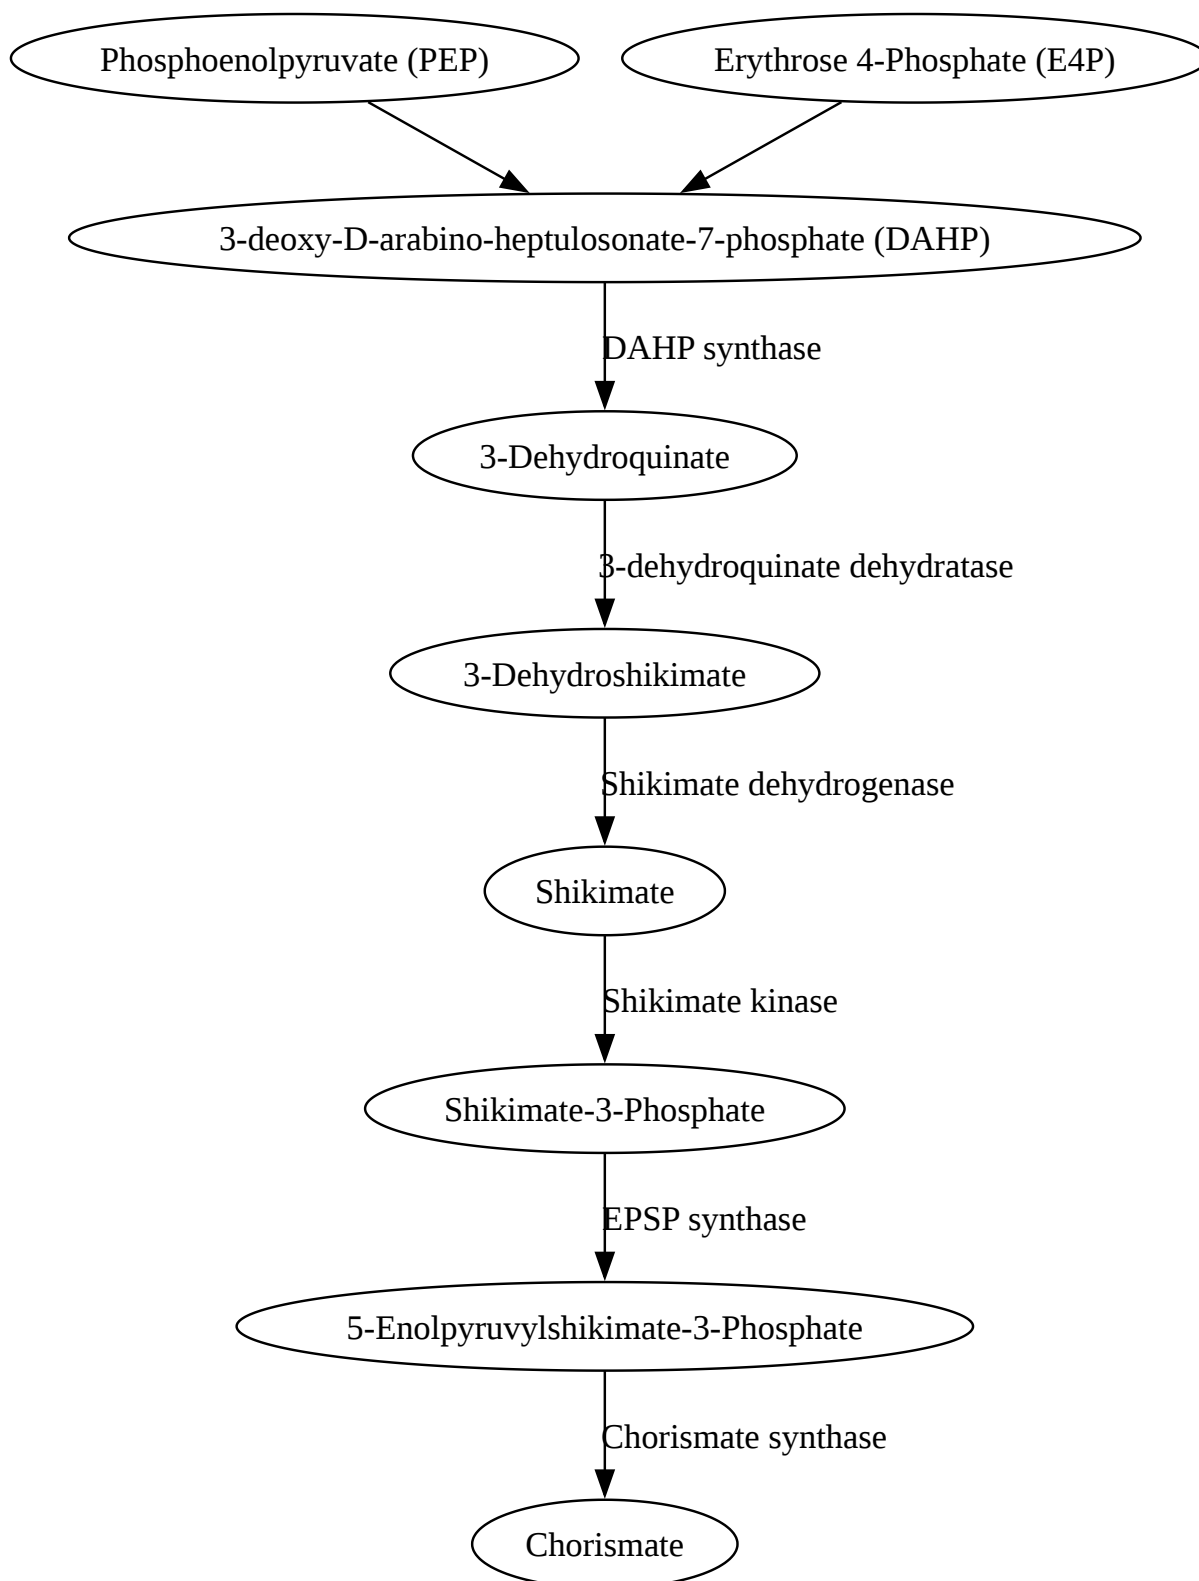 Phosphoenolpyruvate (PEP)
Erythrose 4-Phosphate (E4P)
3-deoxy-D-arabino-heptulosonate-7-phosphate (DAHP)
DAHP synthase
3-Dehydroquinate
3-dehydroquinate dehydratase
3-Dehydroshikimate
Shikimate dehydrogenase
Shikimate
Shikimate kinase
Shikimate-3-Phosphate
EPSP synthase
5-Enolpyruvylshikimate-3-Phosphate
Chorismate synthase
Chorismate